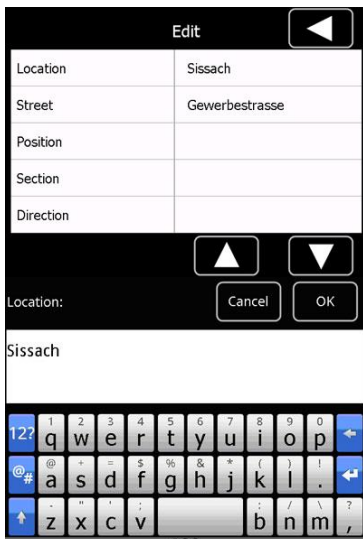 Edit
Location Sissach
Street Gewerbestrasse
Position
Section
Direction
Location: Cancel OK
Sissach
1 2 3 4 5 6 7 8 9 0
12? q w e r t y u i o p
@ + = $ % & * ( ) !
@# a s d f g h j k l .
- " ' ; : / \ ?
z x c v b n m ,